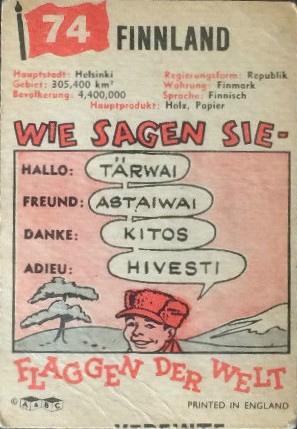 74 FINNLAND
Hauptstadt: Helsinki
Gebiet: 305,400 km²
Bevölkerung: 4,400,000
Regierungsform: Republik
Währung: Finmark
Sprache: Finnisch
Hauptprodukt: Holz, Papier
WIE SAGEN SIE-
HALLO: TÄRWAI
FREUND: ASTAIWAI
DANKE: KITOS
ADIEU: HIVESTI
FLAGGEN DER WELT
© A&BC PRINTED IN ENGLAND